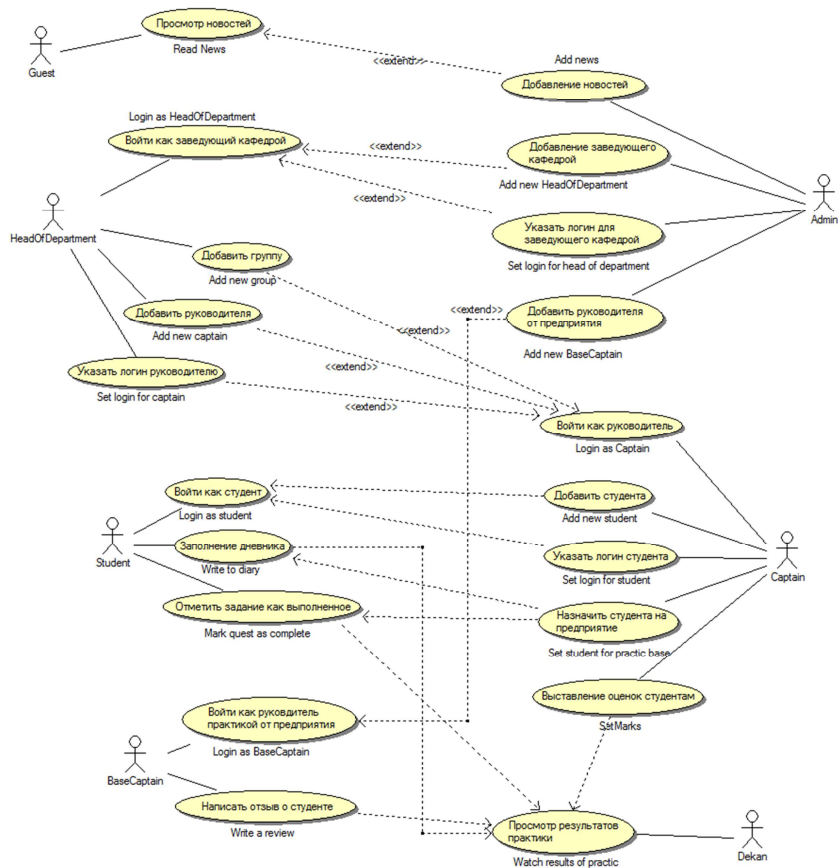 Просмотр новостей
Read News
Guest
<<extend>>
Add news
Добавление новостей
Login as HeadOfDepartment
Войти как заведующий кафедрой
<<extend>>
Добавление заведующего
кафедрой
Add new HeadOfDepartment
<<extend>>
Admin
HeadOfDepartment
Указать логин для
заведующего кафедрой
Set login for head of department
Добавить группу
Add new group
<<extend>>
Добавить руководителя
Add new captain
<<extend>>
Добавить руководителя
от предприятия
Add new BaseCaptain
Указать логин руководителю
Set login for captain
<<extend>>
<<extend>>
Войти как руководитель
Login as Captain
Войти как студент
Login as student
Добавить студента
Add new student
Student
Заполнение дневника
Write to diary
Указать логин студента
Set login for student
Captain
Отметить задание как выполненное
Mark quest as complete
Назначить студента на
предприятие
Set student for practic base
Выставление оценок студентам
SetMarks
Войти как руковдитель
практикой от предприятия
Login as BaseCaptain
BaseCaptain
Написать отзыв о студенте
Write a review
Просмотр результатов
практики
Watch results of practic
Dekan